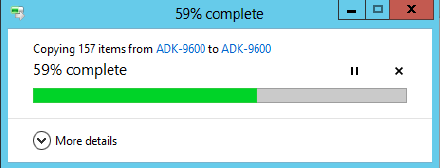 59% complete
Copying 157 items from ADK-9600 to ADK-9600
59% complete
More details